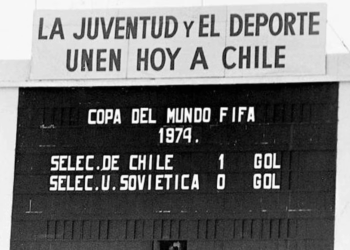 LA JUVENTUD Y EL DEPORTE
UNEN HOY A CHILE
COPA DEL MUNDO FIFA
1974.
SELEC. DE CHILE 1 GOL
SELEC. U. SOVIETICA 0 GOL